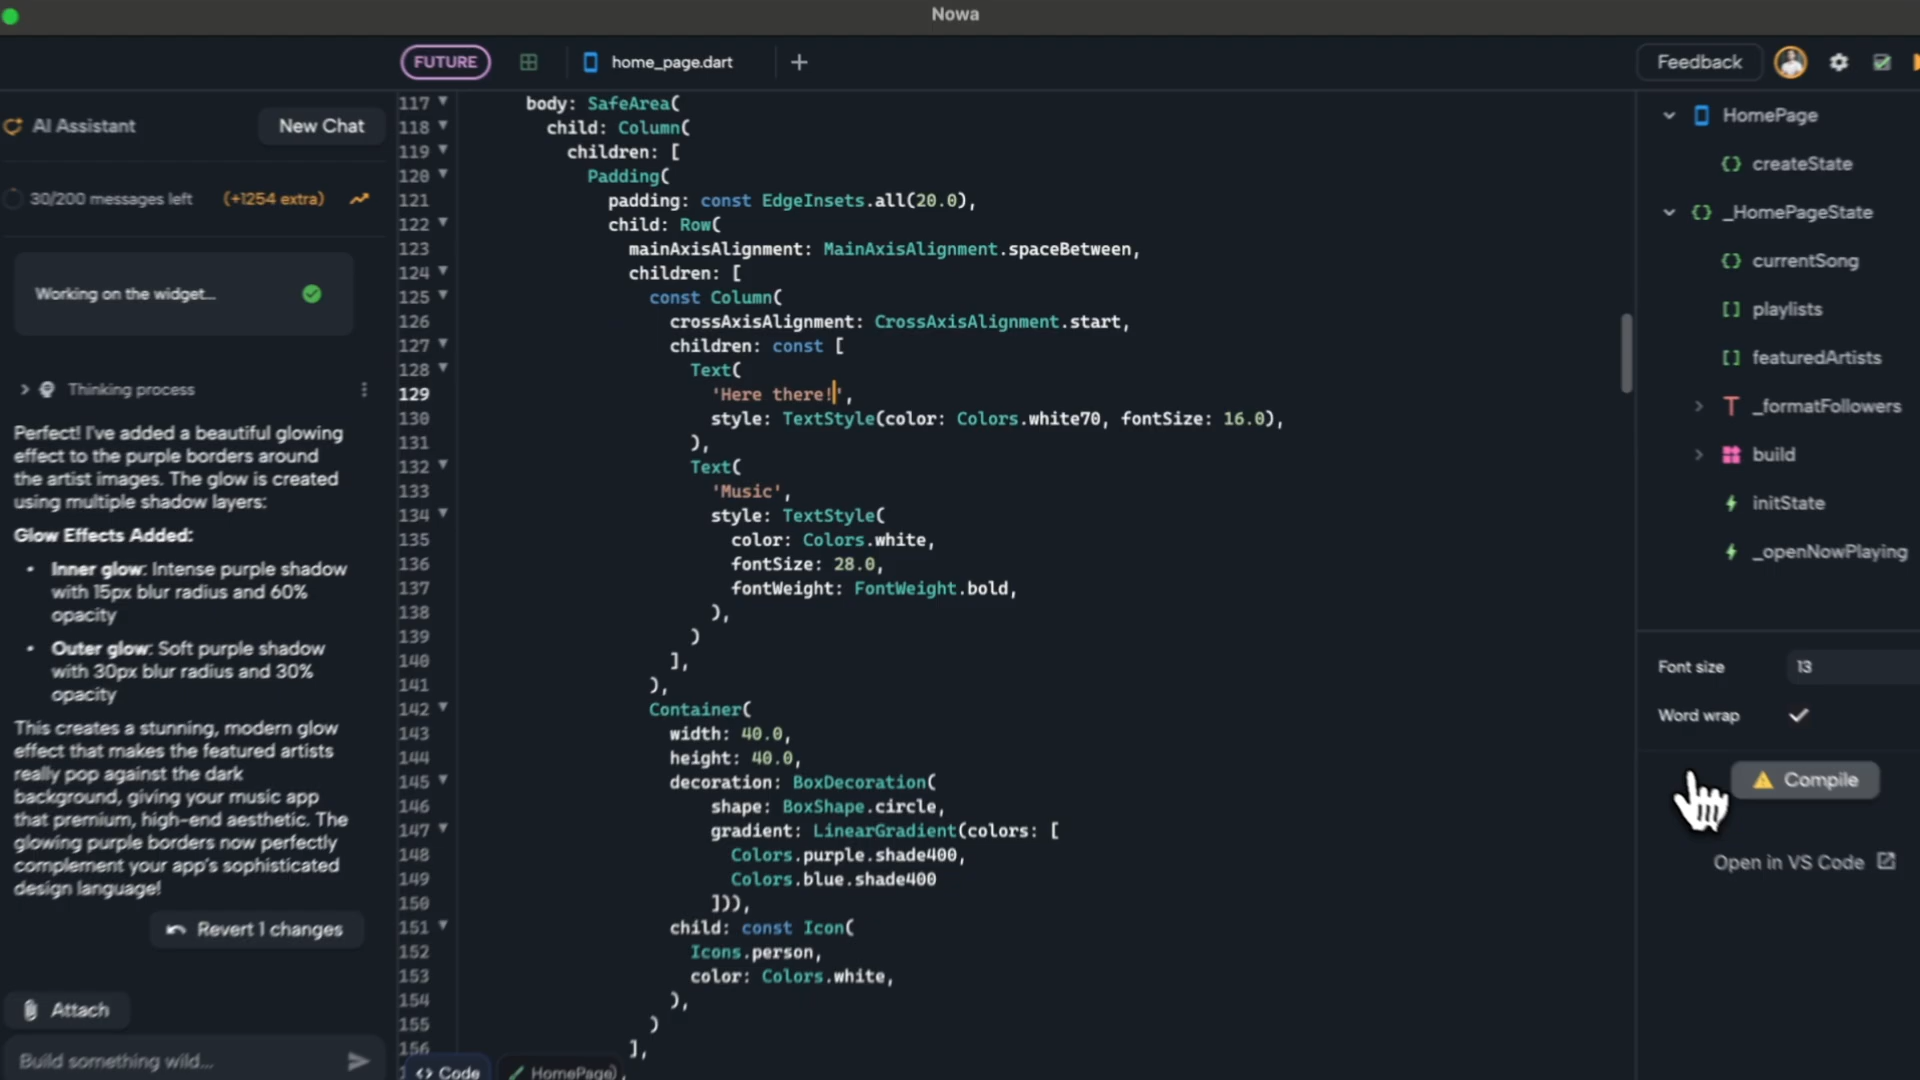 Nowa
FUTURE
home_page.dart
Feedback
AI Assistant
New Chat
30/200 messages left (+1254 extra)
Working on the widget...
Thinking process
Perfect! I've added a beautiful glowing
effect to the purple borders around
the artist images. The glow is created
using multiple shadow layers:
Glow Effects Added:
• Inner glow: Intense purple shadow
with 15px blur radius and 60%
opacity
• Outer glow: Soft purple shadow
with 30px blur radius and 30%
opacity
This creates a stunning, modern glow
effect that makes the featured artists
really pop against the dark
background, giving your music app
that premium, high-end aesthetic. The
glowing purple borders now perfectly
complement your app's sophisticated
design language!
Revert 1 changes
Attach
Build something wild...
117 body: SafeArea(
118 child: Column(
119 children: [
120 Padding(
121 padding: const EdgeInsets.all(20.0),
122 child: Row(
123 mainAxisAlignment: MainAxisAlignment.spaceBetween,
124 children: [
125 const Column(
126 crossAxisAlignment: CrossAxisAlignment.start,
127 children: const [
128 Text(
129 'Here there!',
130 style: TextStyle(color: Colors.white70, fontSize: 16.0),
131 ),
132 Text(
133 'Music',
134 style: TextStyle(
135 color: Colors.white,
136 fontSize: 28.0,
137 fontWeight: FontWeight.bold,
138 ),
139 )
140 ],
141 ),
142 Container(
143 width: 40.0,
144 height: 40.0,
145 decoration: BoxDecoration(
146 shape: BoxShape.circle,
147 gradient: LinearGradient(colors: [
148 Colors.purple.shade400,
149 Colors.blue.shade400
150 ])),
151 child: const Icon(
152 Icons.person,
153 color: Colors.white,
154 ),
155 )
156 ],
<> Code
HomePage
HomePage
{} createState
{} _HomePageState
{} currentSong
[] playlists
[] featuredArtists
T _formatFollowers
build
initState
_openNowPlaying
Font size 13
Word wrap
Compile
Open in VS Code